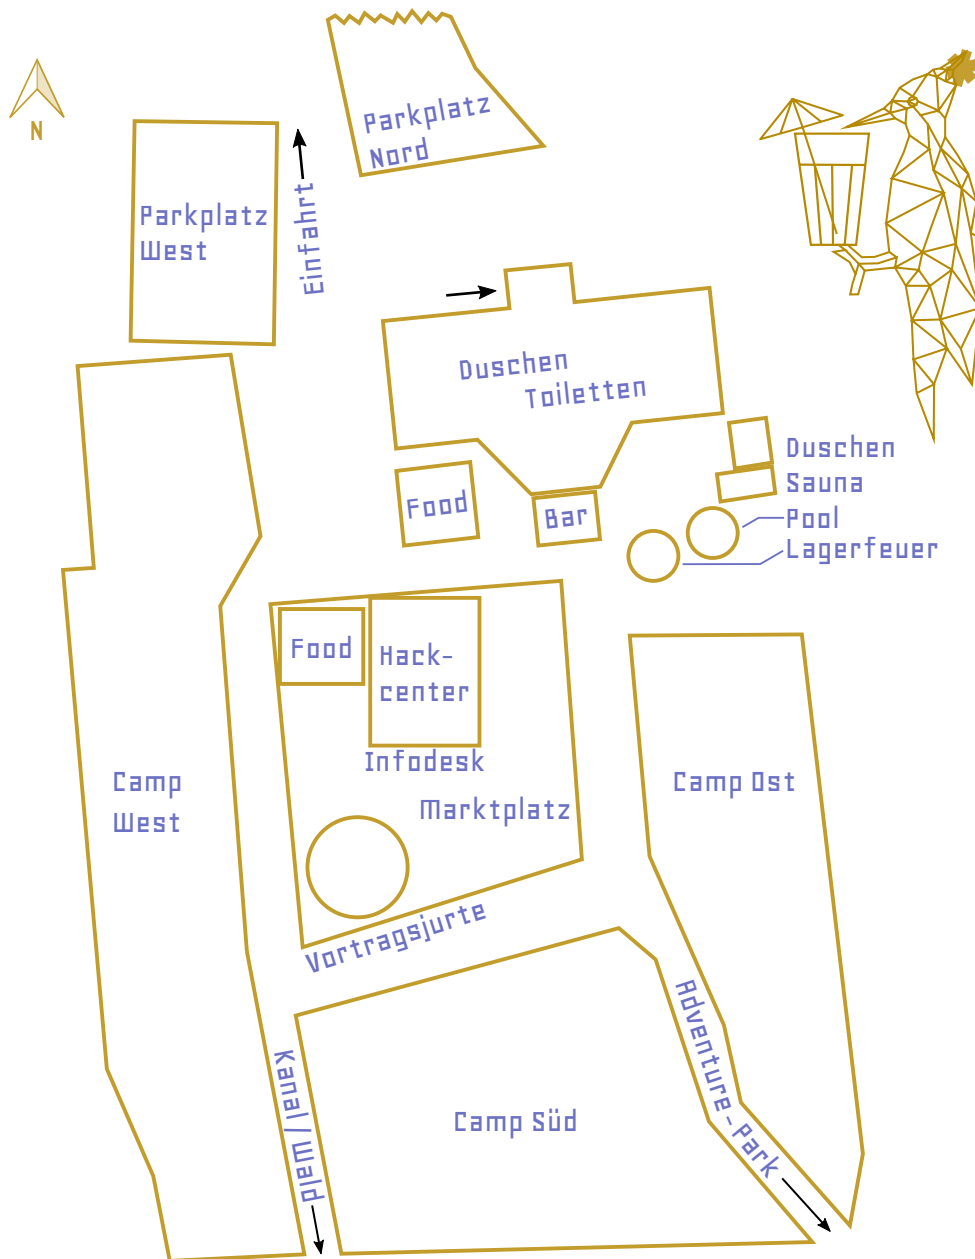 Parkplatz
Nord
N
Parkplatz
West
Einfahrt
Duschen
Toiletten
Duschen
Sauna
Food
Bar
Pool
Lagerfeuer
Food
Hack-
center
Infodesk
Marktplatz
Camp
West
Camp Ost
Vortragsjurte
Adventure-Park
Kanal/Wald
Camp Süd